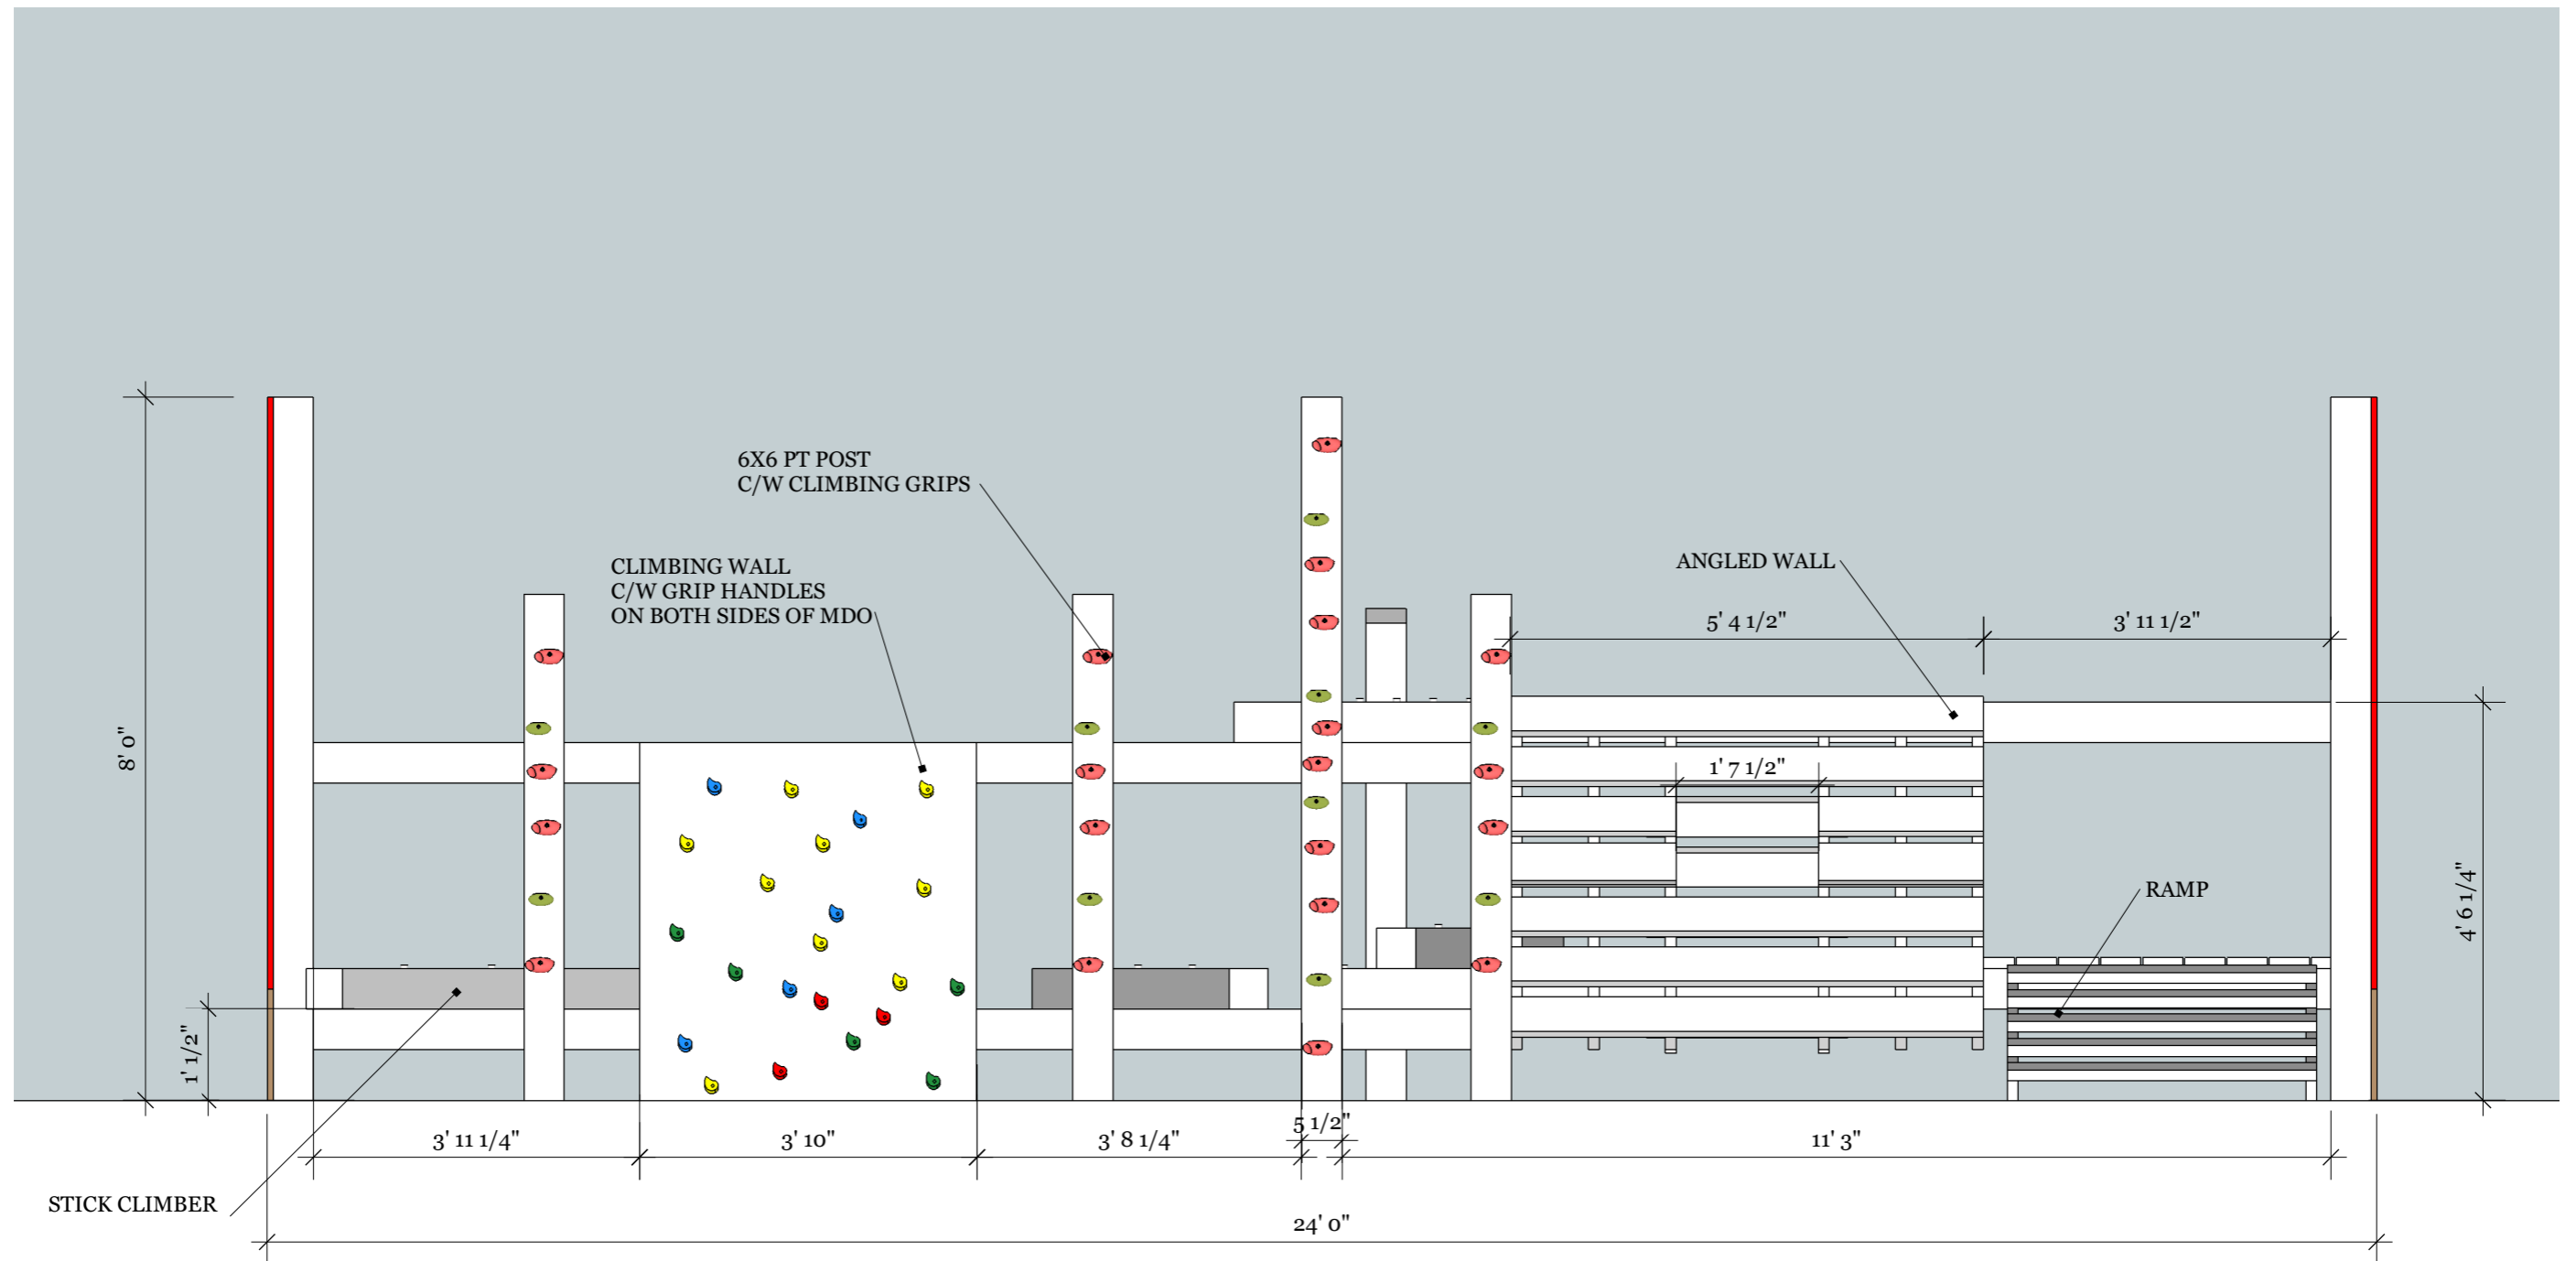 6X6 PT POST
C/W CLIMBING GRIPS
CLIMBING WALL
C/W GRIP HANDLES
ON BOTH SIDES OF MDO
ANGLED WALL
5' 4 1/2"
3' 11 1/2"
8' 0"
1' 7 1/2"
RAMP
4' 6 1/4"
1' 1/2"
5 1/2"
3' 11 1/4"
3' 10"
3' 8 1/4"
11' 3"
STICK CLIMBER
24' 0"